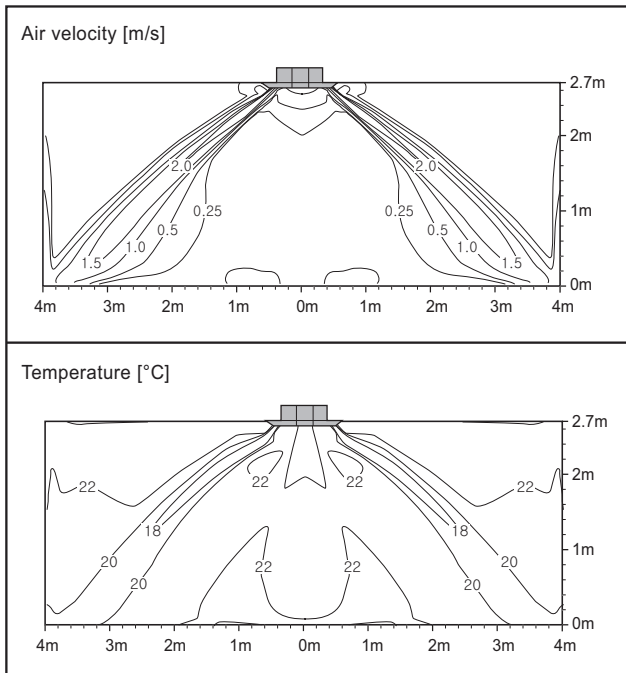 Air velocity [m/s]
2.7m
2m
2.0 2.0
0.25 0.25 1m
0.5 0.5
1.0 1.0
1.5 1.5
0m
4m 3m 2m 1m 0m 1m 2m 3m 4m
Temperature [°C]
2.7m
2m
22 22 22 22
18 18
1m
20 20
22 22
20 20
0m
4m 3m 2m 1m 0m 1m 2m 3m 4m